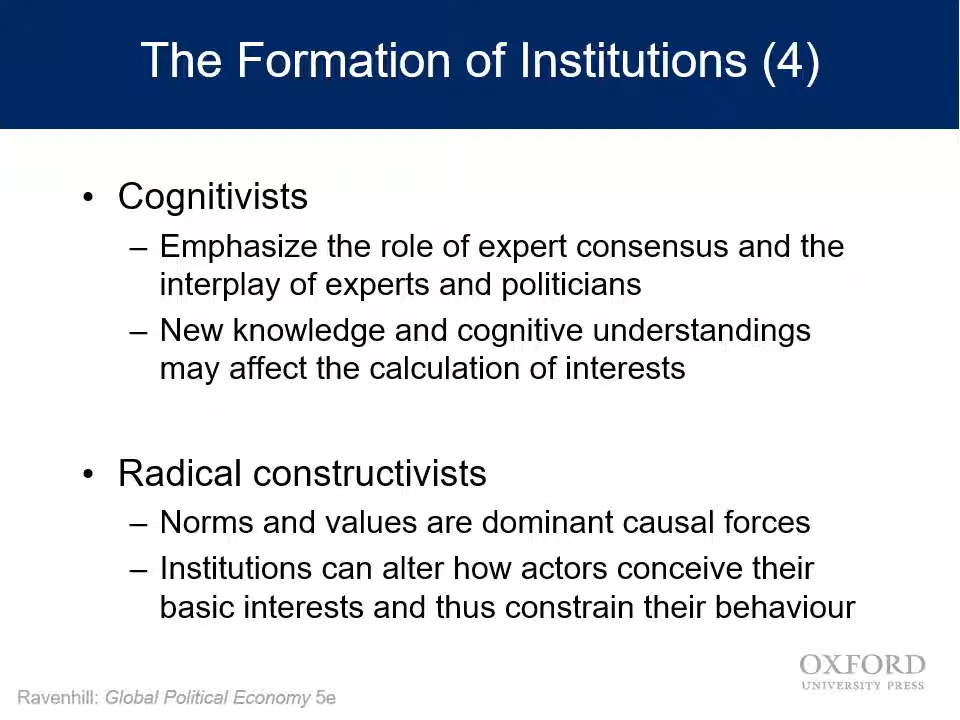 The Formation of Institutions (4)
• Cognitivists
– Emphasize the role of expert consensus and the
interplay of experts and politicians
– New knowledge and cognitive understandings
may affect the calculation of interests
• Radical constructivists
– Norms and values are dominant causal forces
– Institutions can alter how actors conceive their
basic interests and thus constrain their behaviour
OXFORD
UNIVERSITY PRESS
Ravenhill: Global Political Economy 5e